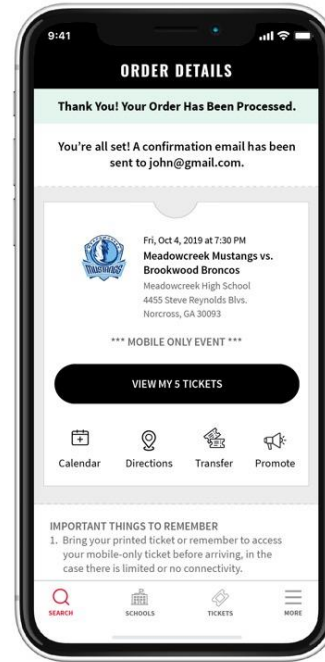 9:41
ORDER DETAILS
Thank You! Your Order Has Been Processed.
You're all set! A confirmation email has been
sent to john@gmail.com.
MUSTANGS
Fri, Oct 4, 2019 at 7:30 PM
Meadowcreek Mustangs vs.
Brookwood Broncos
Meadowcreek High School
4455 Steve Reynolds Blvs.
Norcross, GA 30093
*** MOBILE ONLY EVENT ***
VIEW MY 5 TICKETS
Calendar Directions Transfer Promote
IMPORTANT THINGS TO REMEMBER
1. Bring your printed ticket or remember to access
your mobile-only ticket before arriving, in the
case there is limited or no connectivity.
SEARCH SCHOOLS TICKETS MORE